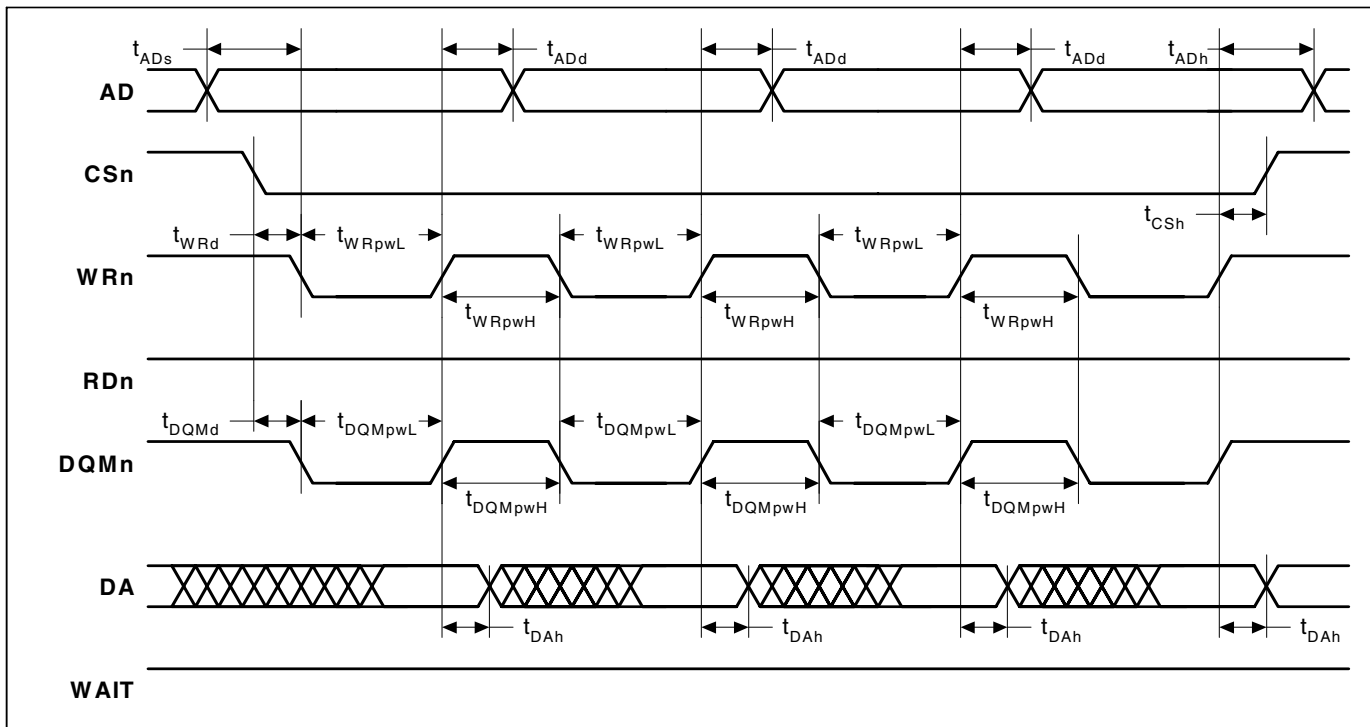 tADs tADd tADd tADd tADh
AD
CSn
tCSh
tWRd tWRpwL tWRpwL tWRpwL
WRn
tWRpwH tWRpwH tWRpwH
RDn
tDQMd tDQMpwL tDQMpwL tDQMpwL
DQMn
tDQMpwH tDQMpwH tDQMpwH
DA
tDAh tDAh tDAh tDAh
WAIT